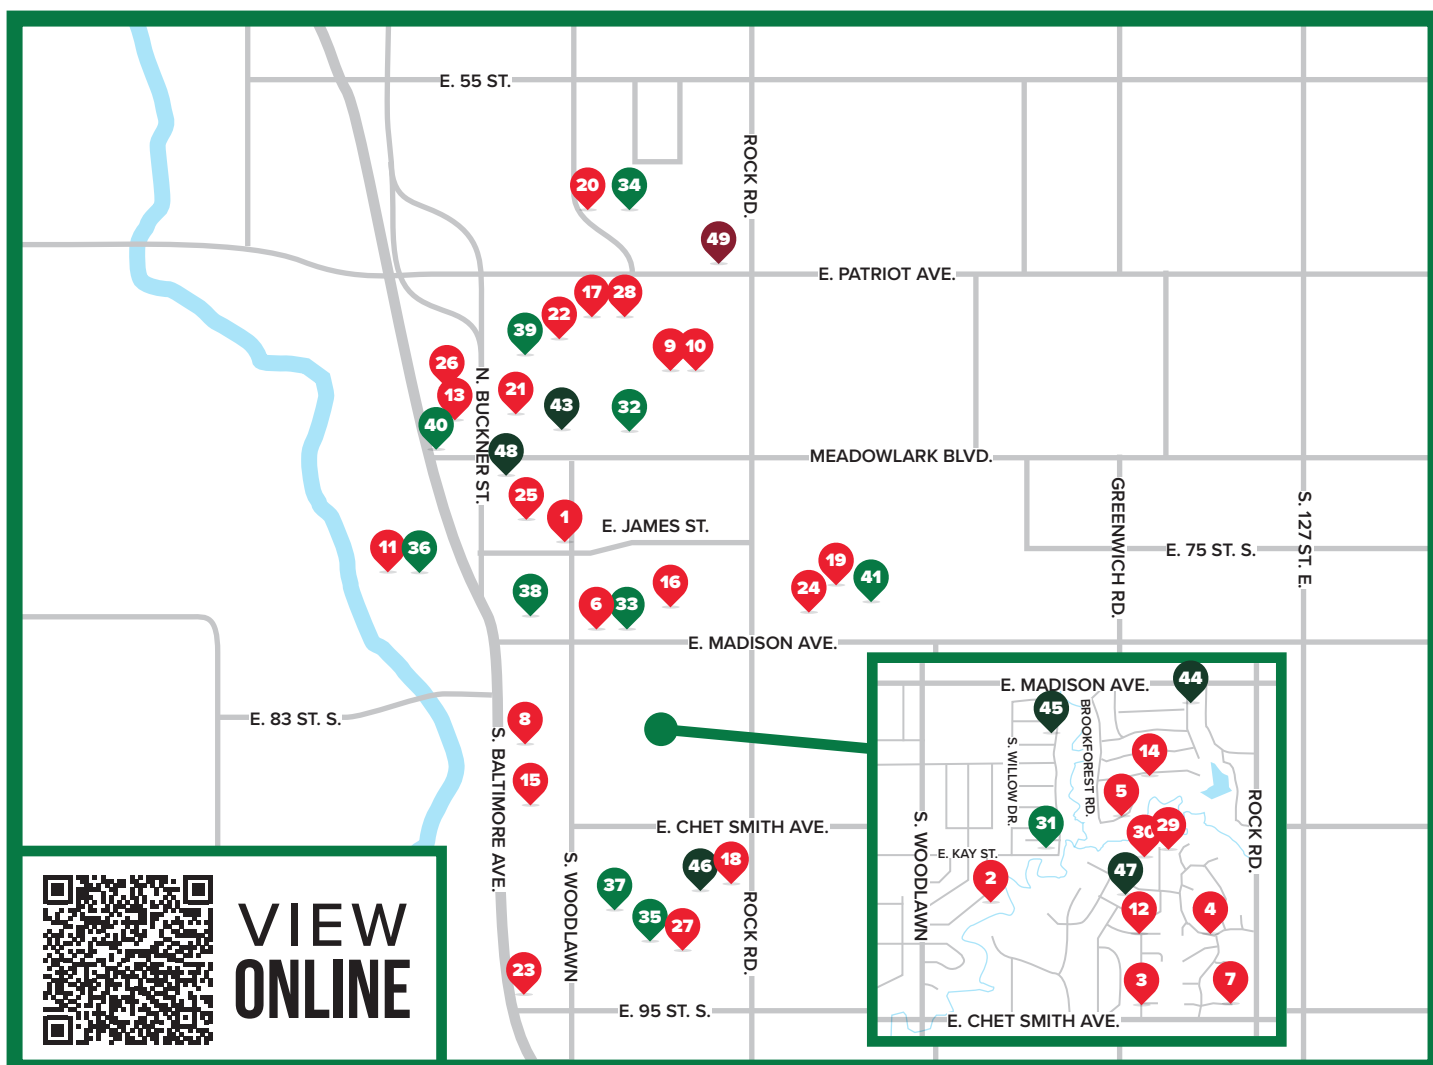 E. 55 ST.
ROCK RD.
20
34
49
E. PATRIOT AVE.
17
28
22
39
9
10
26
13
21
43
32
40
N. BUCKNER ST.
48
MEADOWLARK BLVD.
25
1
E. JAMES ST.
GREENWICH RD.
S. 127 ST. E.
E. 75 ST. S.
11
36
19
24
41
38
6
33
16
E. MADISON AVE.
E. 83 ST. S.
8
S. BALTIMORE AVE.
15
E. CHET SMITH AVE.
S. WOODLAWN
46
18
37
35
27
ROCK RD.
23
E. 95 ST. S.
E. MADISON AVE.
44
45
BROOKFOREST RD.
S. WILLOW DR.
14
5
31
30
29
ROCK RD.
S. WOODLAWN
E. KAY ST.
2
47
12
4
3
7
E. CHET SMITH AVE.
VIEW
ONLINE